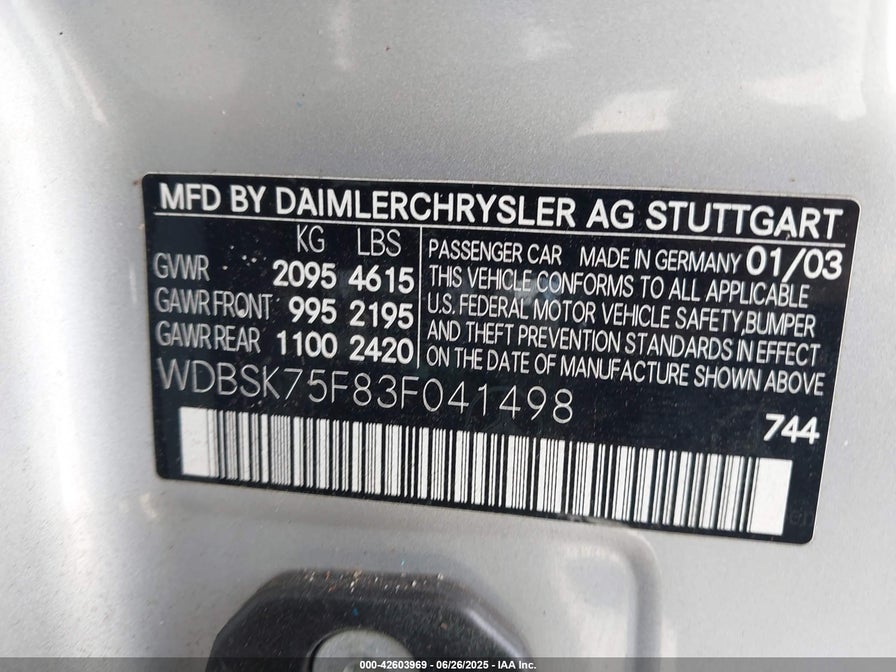 MFD BY DAIMLERCHRYSLER AG STUTTGART
KG LBS
GVWR 2095 4615
GAWR FRONT 995 2195
GAWR REAR 1100 2420
PASSENGER CAR MADE IN GERMANY 01/03
THIS VEHICLE CONFORMS TO ALL APPLICABLE
U.S. FEDERAL MOTOR VEHICLE SAFETY,BUMPER
AND THEFT PREVENTION STANDARDS IN EFFECT
ON THE DATE OF MANUFACTURE SHOWN ABOVE
WDBSK75F83F041498
744
000-42603969 | 06/26/2025 | IAA Inc.